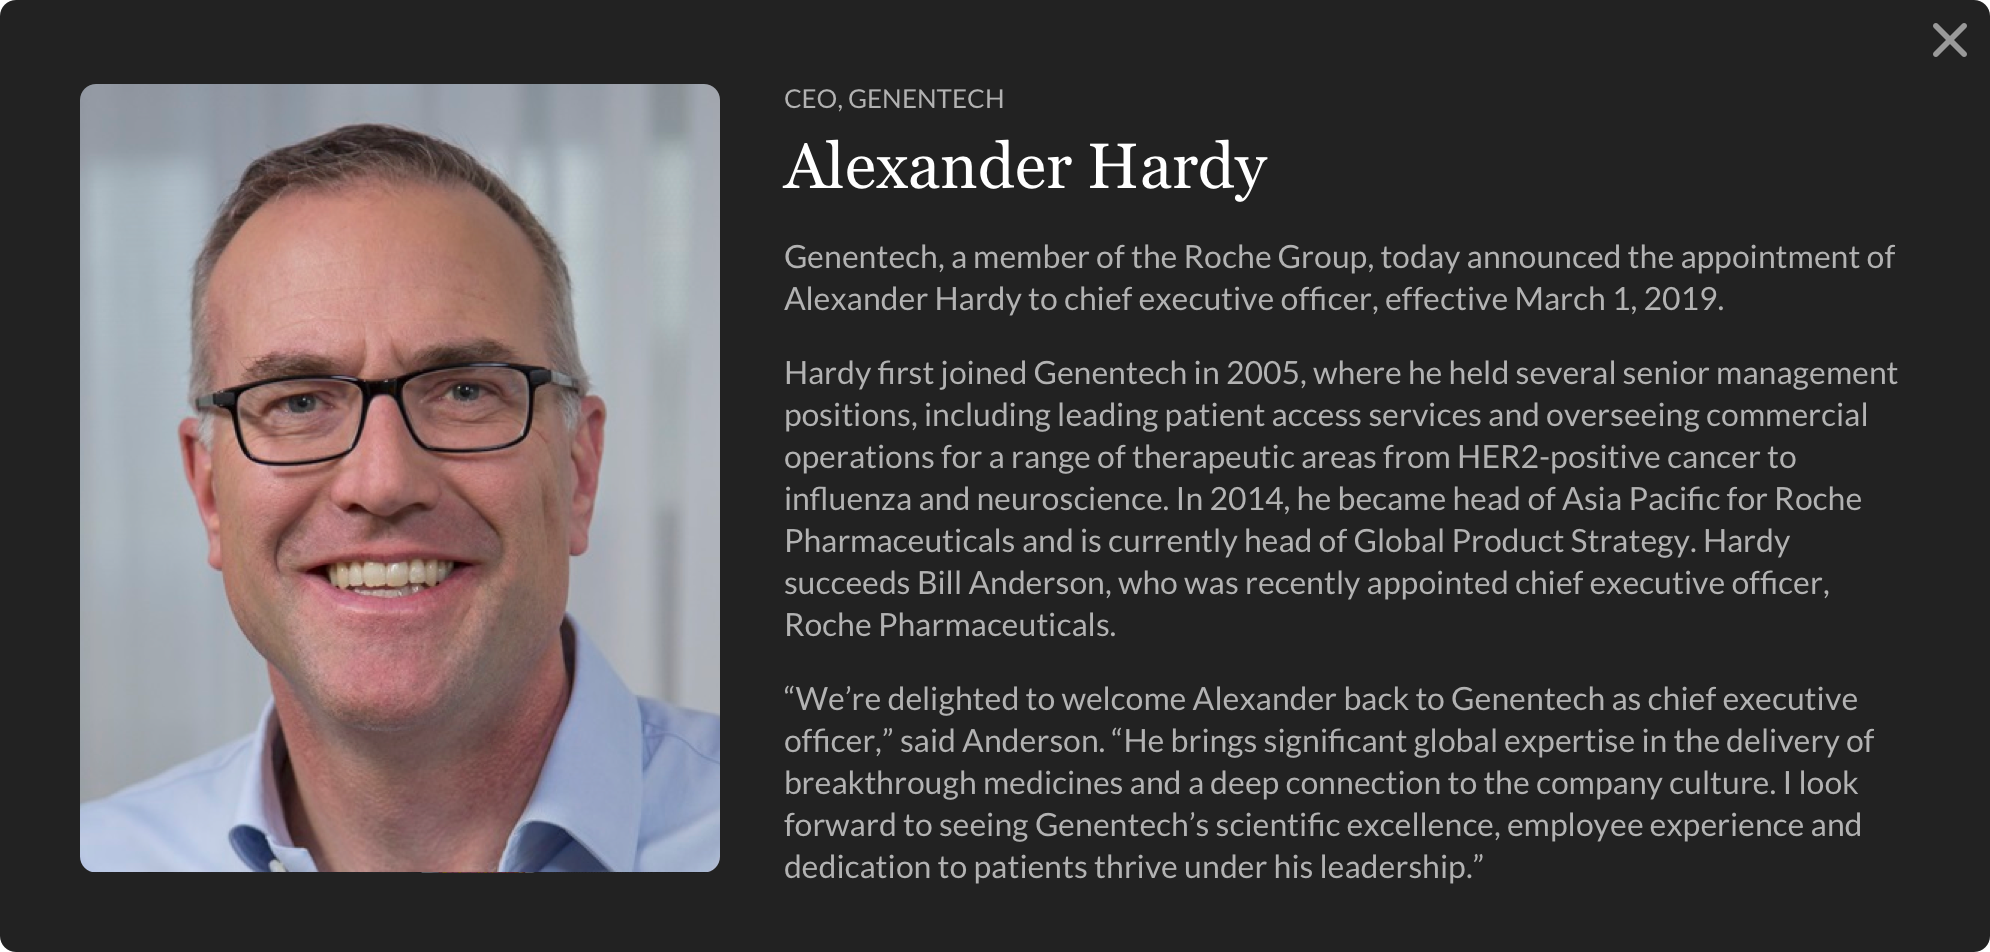 CEO, GENENTECH
Alexander Hardy
Genentech, a member of the Roche Group, today announced the appointment of
Alexander Hardy to chief executive officer, effective March 1, 2019.
Hardy first joined Genentech in 2005, where he held several senior management
positions, including leading patient access services and overseeing commercial
operations for a range of therapeutic areas from HER2-positive cancer to
influenza and neuroscience. In 2014, he became head of Asia Pacific for Roche
Pharmaceuticals and is currently head of Global Product Strategy. Hardy
succeeds Bill Anderson, who was recently appointed chief executive officer,
Roche Pharmaceuticals.
“We’re delighted to welcome Alexander back to Genentech as chief executive
officer,” said Anderson. “He brings significant global expertise in the delivery of
breakthrough medicines and a deep connection to the company culture. I look
forward to seeing Genentech’s scientific excellence, employee experience and
dedication to patients thrive under his leadership.”